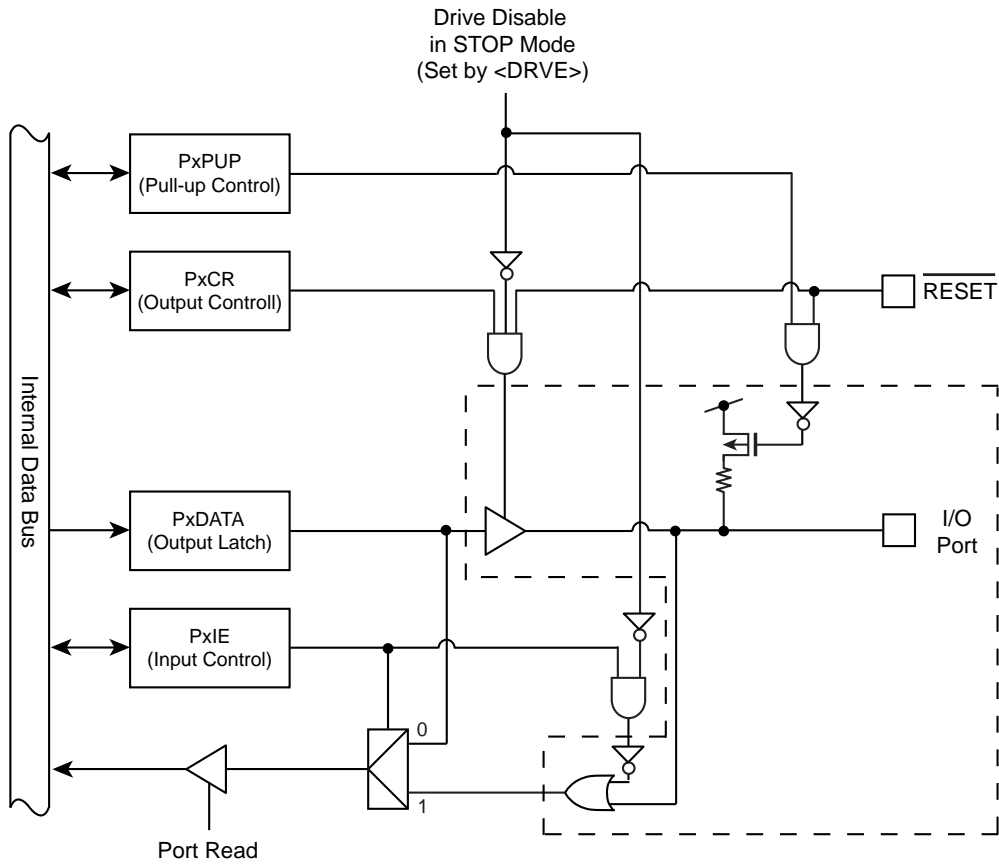 Drive Disable
in STOP Mode
(Set by <DRVE>)
PxPUP
(Pull-up Control)
PxCR
(Output Controll)
RESET
Internal Data Bus
PxDATA
(Output Latch)
I/O
Port
PxIE
(Input Control)
0
1
Port Read